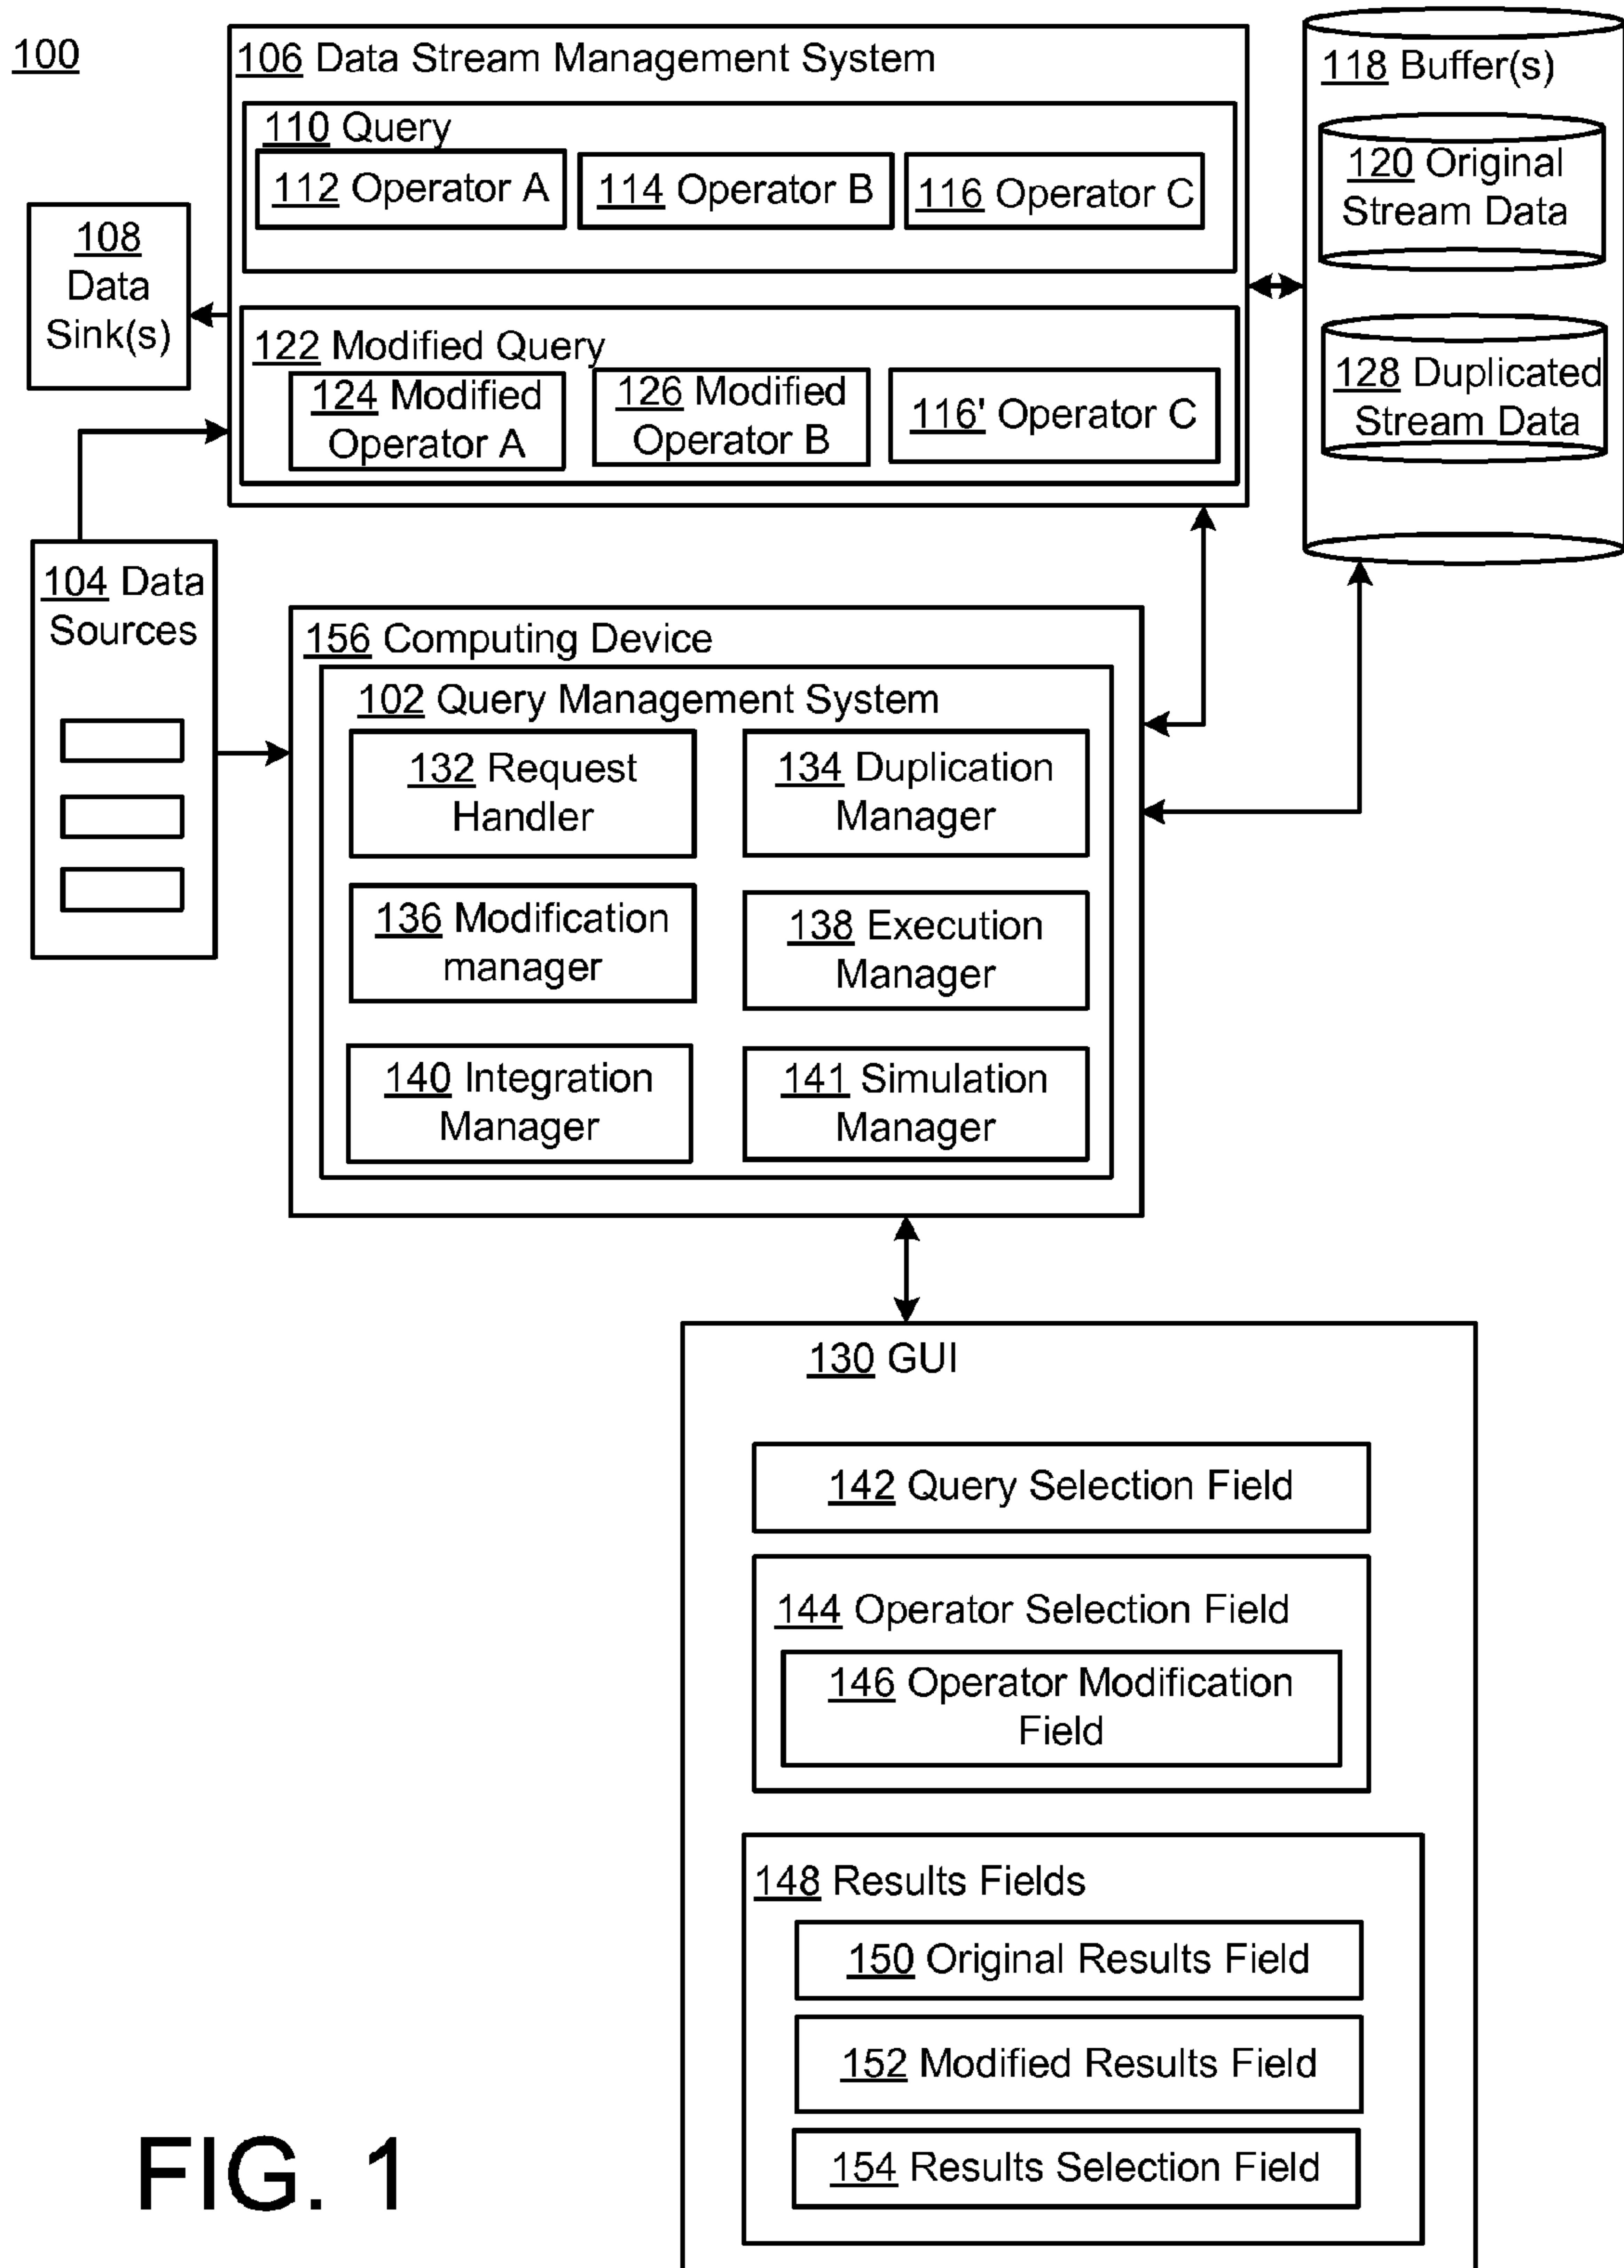 100
106 Data Stream Management System
110 Query
112 Operator A
114 Operator B
116 Operator C
122 Modified Query
124 Modified
Operator A
126 Modified
Operator B
116' Operator C
118 Buffer(s)
120 Original
Stream Data
128 Duplicated
Stream Data
108
Data
Sink(s)
104 Data
Sources
156 Computing Device
102 Query Management System
132 Request
Handler
134 Duplication
Manager
136 Modification
manager
138 Execution
Manager
140 Integration
Manager
141 Simulation
Manager
130 GUI
142 Query Selection Field
144 Operator Selection Field
146 Operator Modification
Field
148 Results Fields
150 Original Results Field
152 Modified Results Field
154 Results Selection Field
FIG. 1